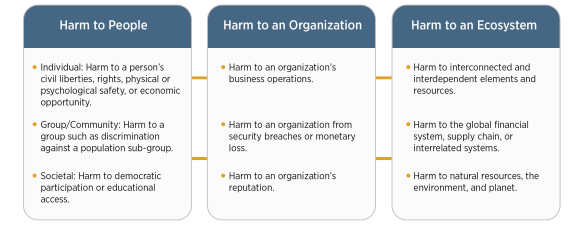 Harm to People
Individual: Harm to a person's
civil liberties, rights, physical or
psychological safety, or economic
opportunity.
Group/Community: Harm to a
group such as discrimination
against a population sub-group.
Societal: Harm to democratic
participation or educational
access.
Harm to an Organization
Harm to an organization's
business operations.
Harm to an organization from
security breaches or monetary
loss.
Harm to an organization's
reputation.
Harm to an Ecosystem
Harm to interconnected and
interdependent elements and
resources.
Harm to the global financial
system, supply chain, or
interrelated systems.
Harm to natural resources, the
environment, and planet.